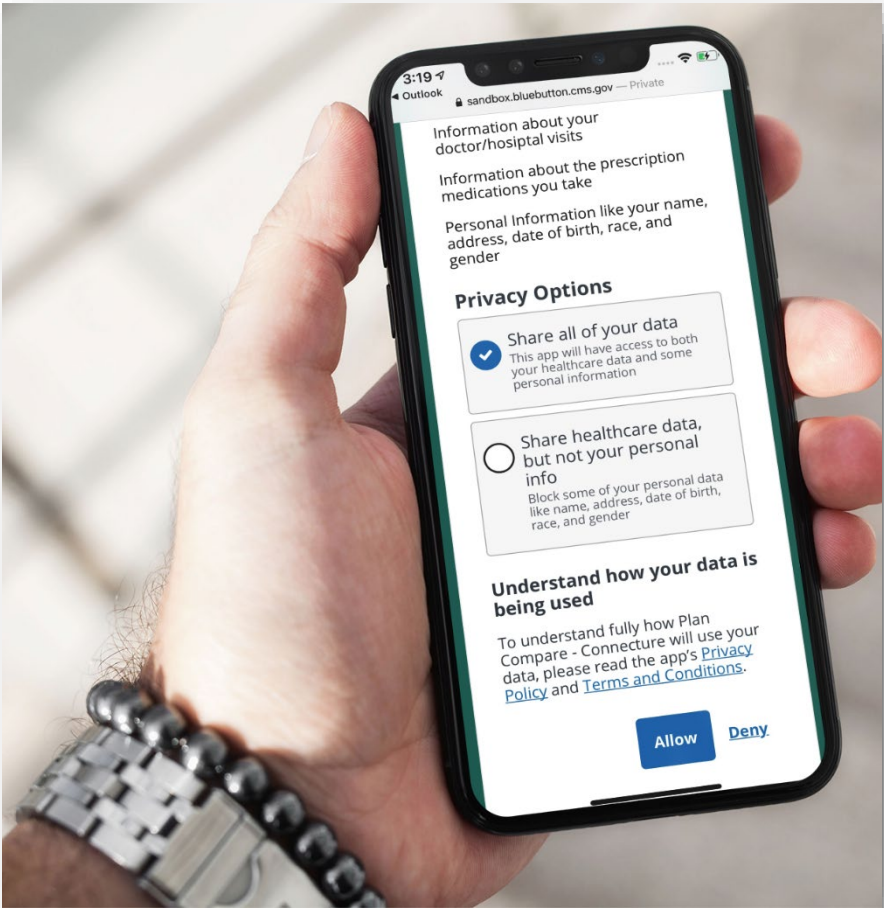 3:19
Outlook
sandbox.bluebutton.cms.gov — Private
Information about your
doctor/hosiptal visits
Information about the prescription
medications you take
Personal Information like your name,
address, date of birth, race, and
gender
Privacy Options
Share all of your data
This app will have access to both
your healthcare data and some
personal information
Share healthcare data,
but not your personal
info
Block some of your personal data
like name, address, date of birth,
race, and gender
Understand how your data is
being used
To understand fully how Plan
Compare - Connecture will use your
data, please read the app's Privacy
Policy and Terms and Conditions.
Allow Deny